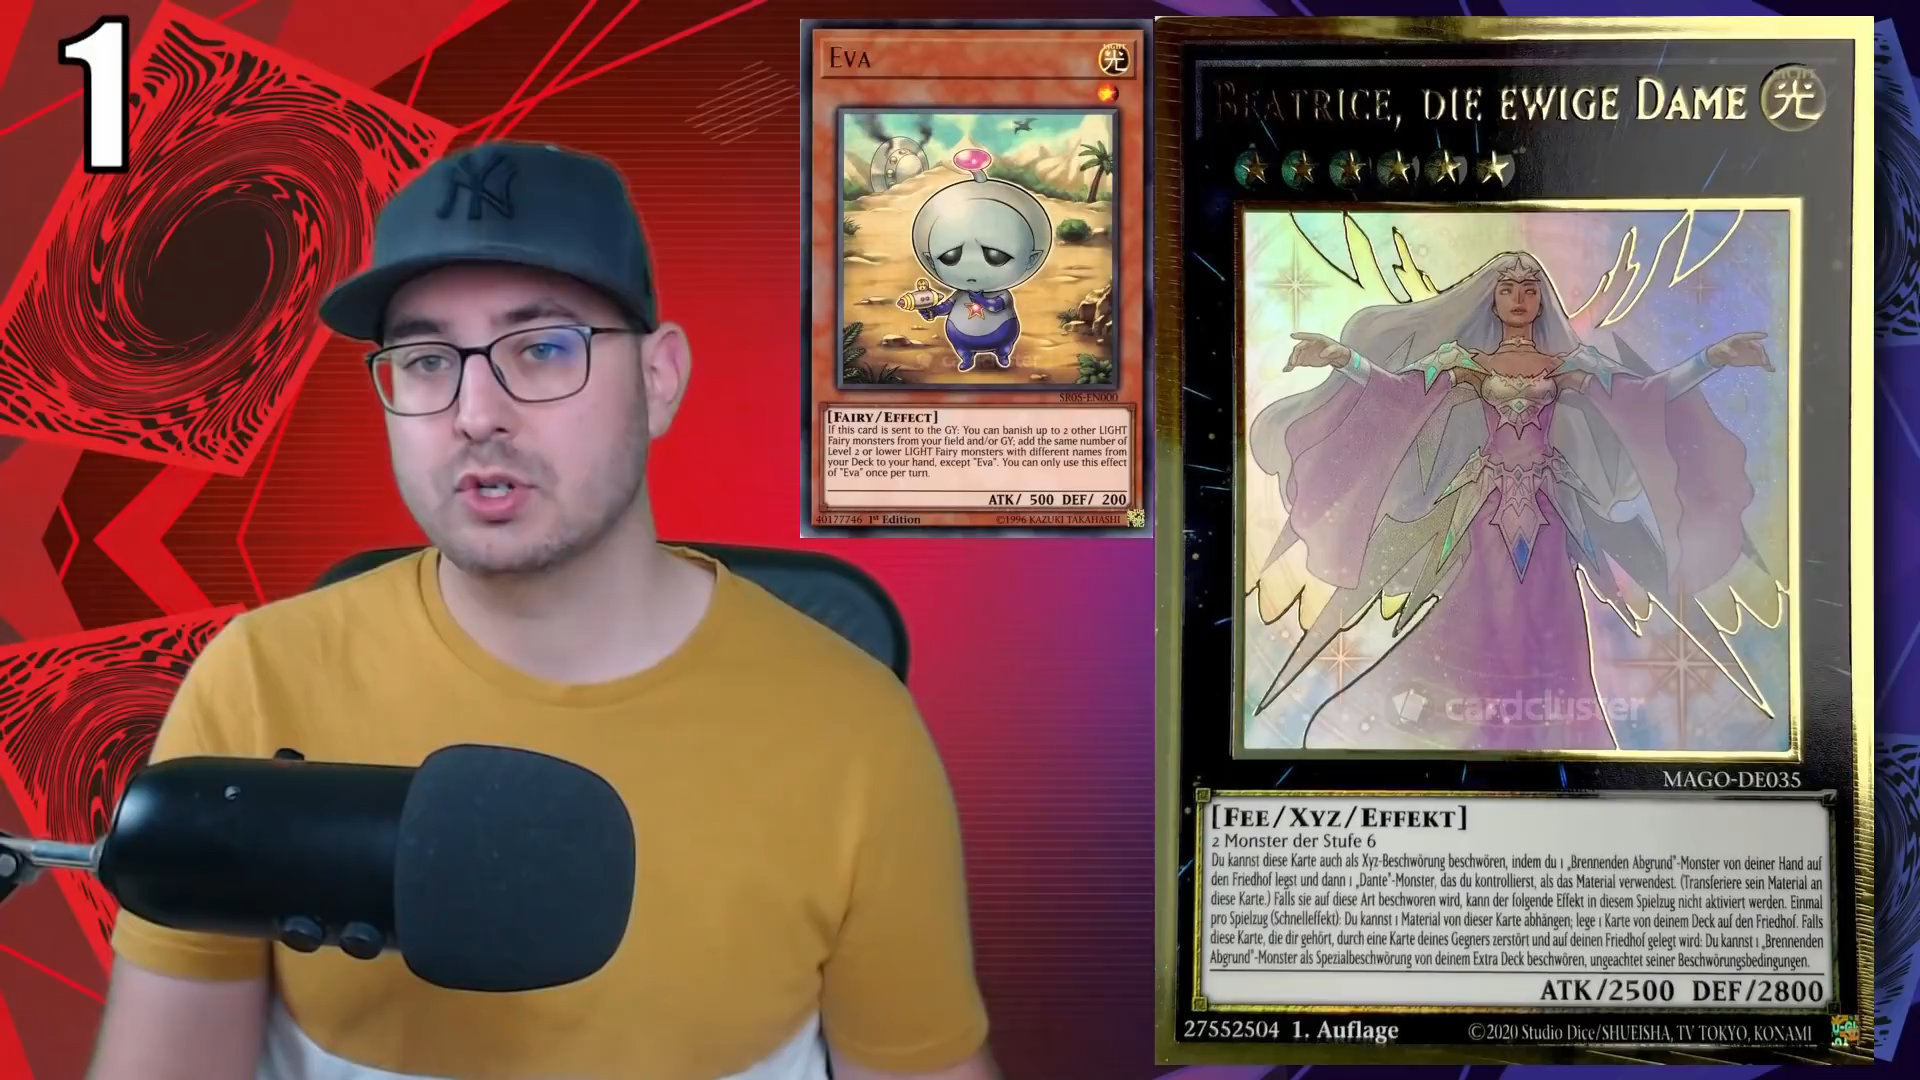 1
NY
EVA
LIGHT
光
SR05-EN000
[FAIRY/EFFECT]
If this card is sent to the GY: You can banish up to 2 other LIGHT
Fairy monsters from your field and/or GY; add the same number of
Level 2 or lower LIGHT Fairy monsters with different names from
your Deck to your hand, except "Eva". You can only use this effect
of "Eva" once per turn.
ATK/ 500 DEF/ 200
40177746 1st Edition ©1996 KAZUKI TAKAHASHI
BEATRICE, DIE EWIGE DAME
LICHT
光
cardcluster
MAGO-DE035
[FEE/XYZ/EFFEKT]
2 Monster der Stufe 6
Du kannst diese Karte auch als Xyz-Beschwörung beschwören, indem du 1 „Brennenden Abgrund"-Monster von deiner Hand auf
den Friedhof legst und dann 1 „Dante"-Monster, das du kontrollierst, als das Material verwendest. (Transferiere sein Material an
diese Karte.) Falls sie auf diese Art beschworen wird, kann der folgende Effekt in diesem Spielzug nicht aktiviert werden. Einmal
pro Spielzug (Schnelleffekt): Du kannst 1 Material von dieser Karte abhängen; lege 1 Karte von deinem Deck auf den Friedhof. Falls
diese Karte, die dir gehört, durch eine Karte deines Gegners zerstört und auf deinen Friedhof gelegt wird: Du kannst 1 „Brennenden
Abgrund"-Monster als Spezialbeschwörung von deinem Extra Deck beschwören, ungeachtet seiner Beschwörungsbedingungen.
ATK/2500 DEF/2800
27552504 1. Auflage ©2020 Studio Dice/SHUEISHA, TV TOKYO, KONAMI